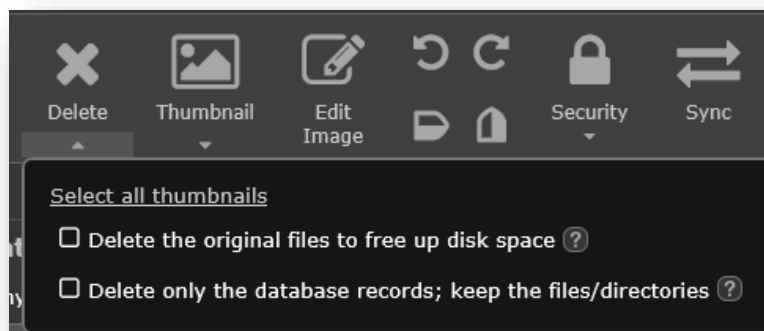 Delete
Thumbnail
Edit
Image
Security
Sync
Select all thumbnails
Delete the original files to free up disk space ?
Delete only the database records; keep the files/directories ?